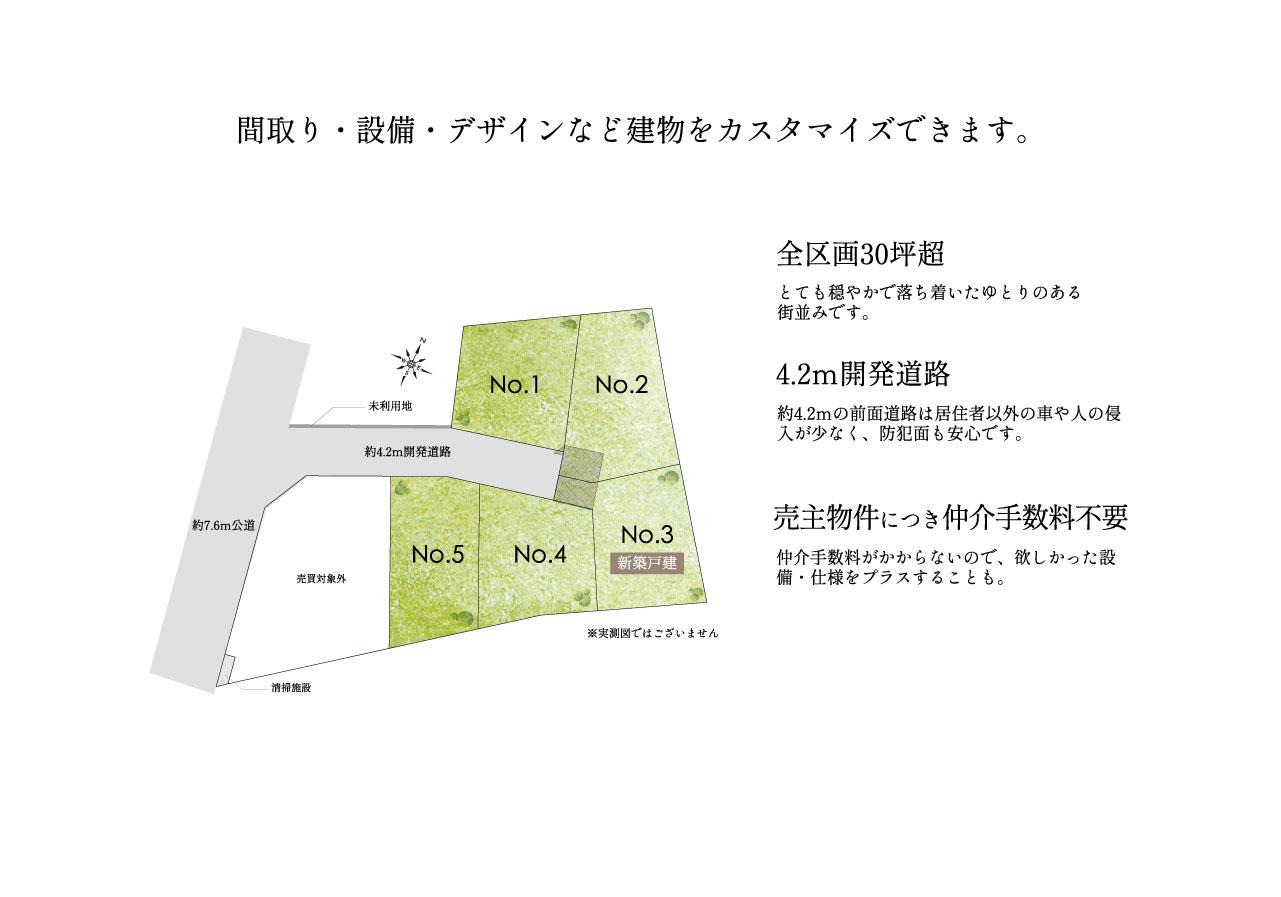 間取り・設備・デザインなど建物をカスタマイズできます。
全区画30坪超
とても穏やかで落ち着いたゆとりのある
街並みです。
4.2m開発道路
約4.2mの前面道路は居住者以外の車や人の侵
入が少なく、防犯面も安心です。
売主物件につき仲介手数料不要
仲介手数料がかからないので、欲しかった設
備・仕様をプラスすることも。
N
No.1
No.2
未利用地
約4.2m開発道路
約7.6m公道
No.3
新築戸建
No.4
No.5
売買対象外
※実測図ではございません
清掃施設